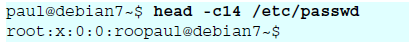 paul@debian7~$ head -c14 /etc/passwd
root:x:0:0:roopaul@debian7~$